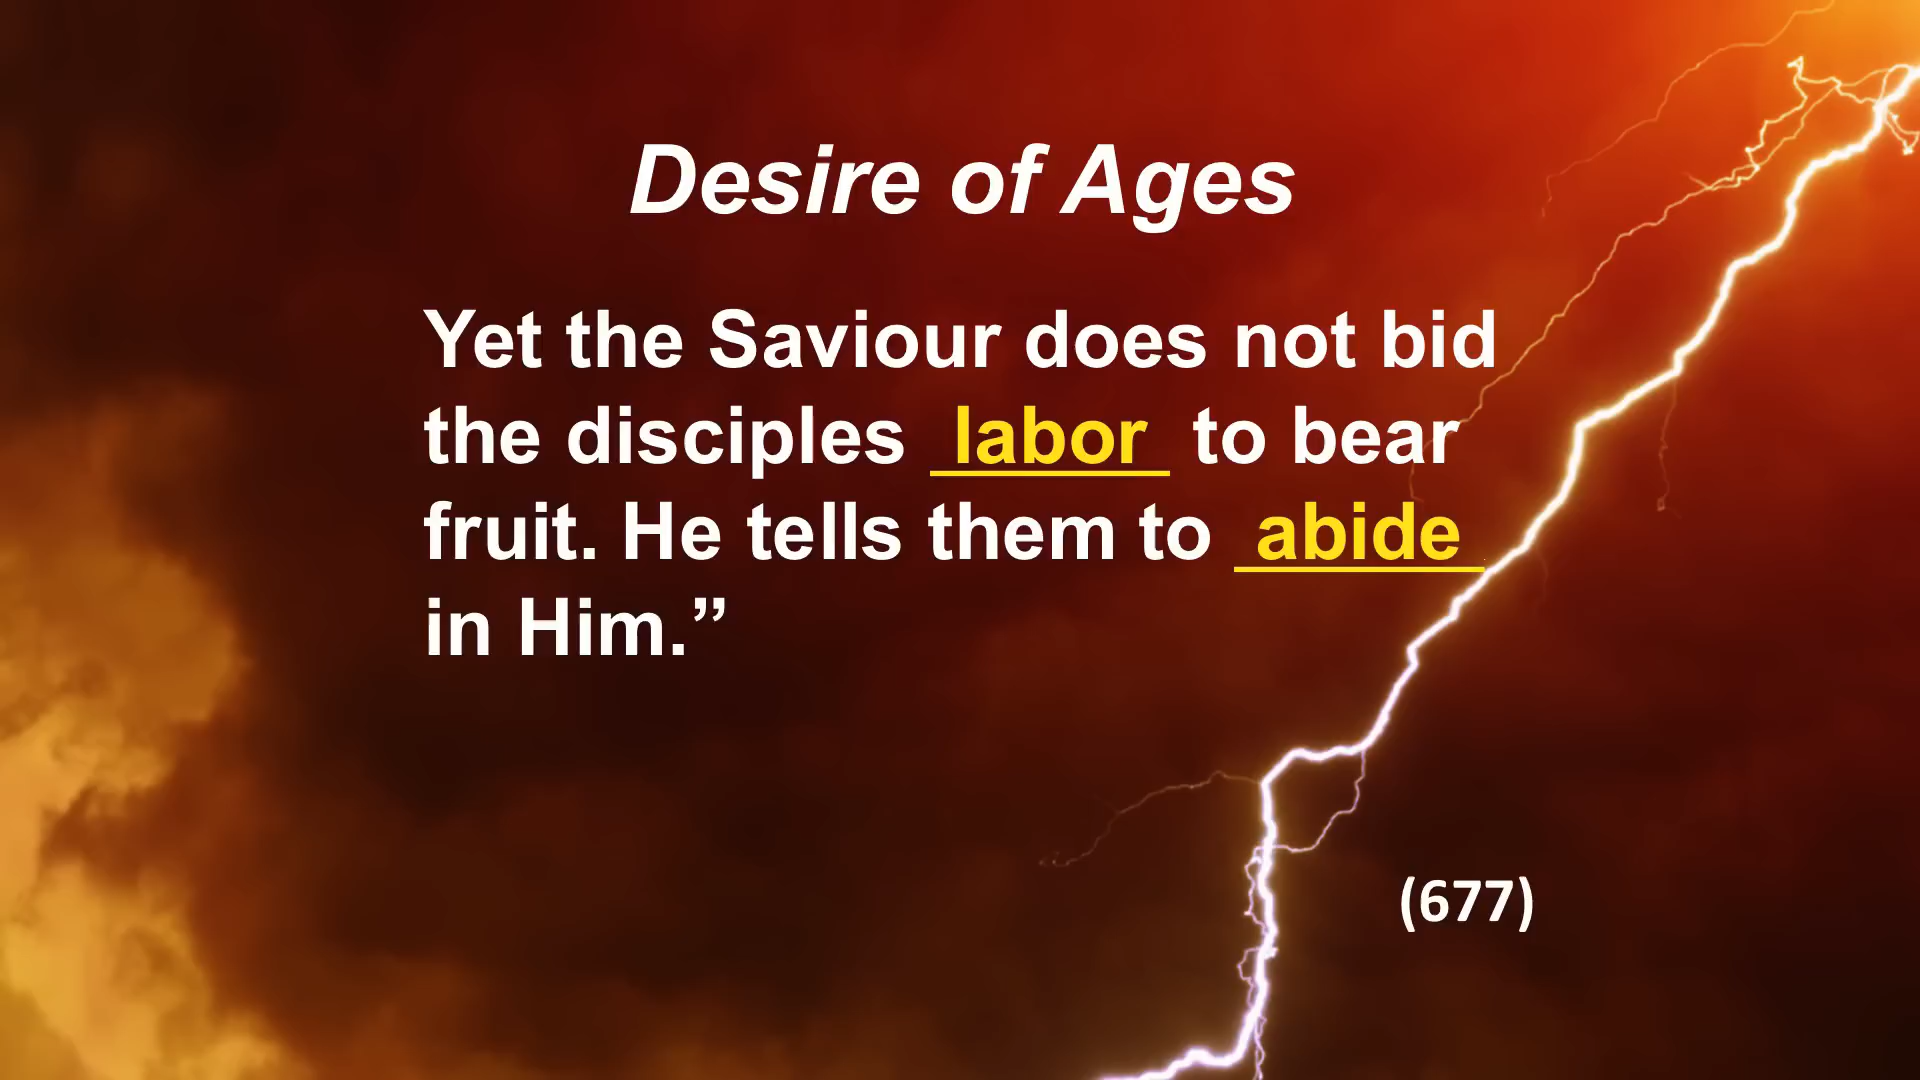 Desire of Ages
Yet the Saviour does not bid
the disciples labor to bear
fruit. He tells them to abide
in Him.”
(677)